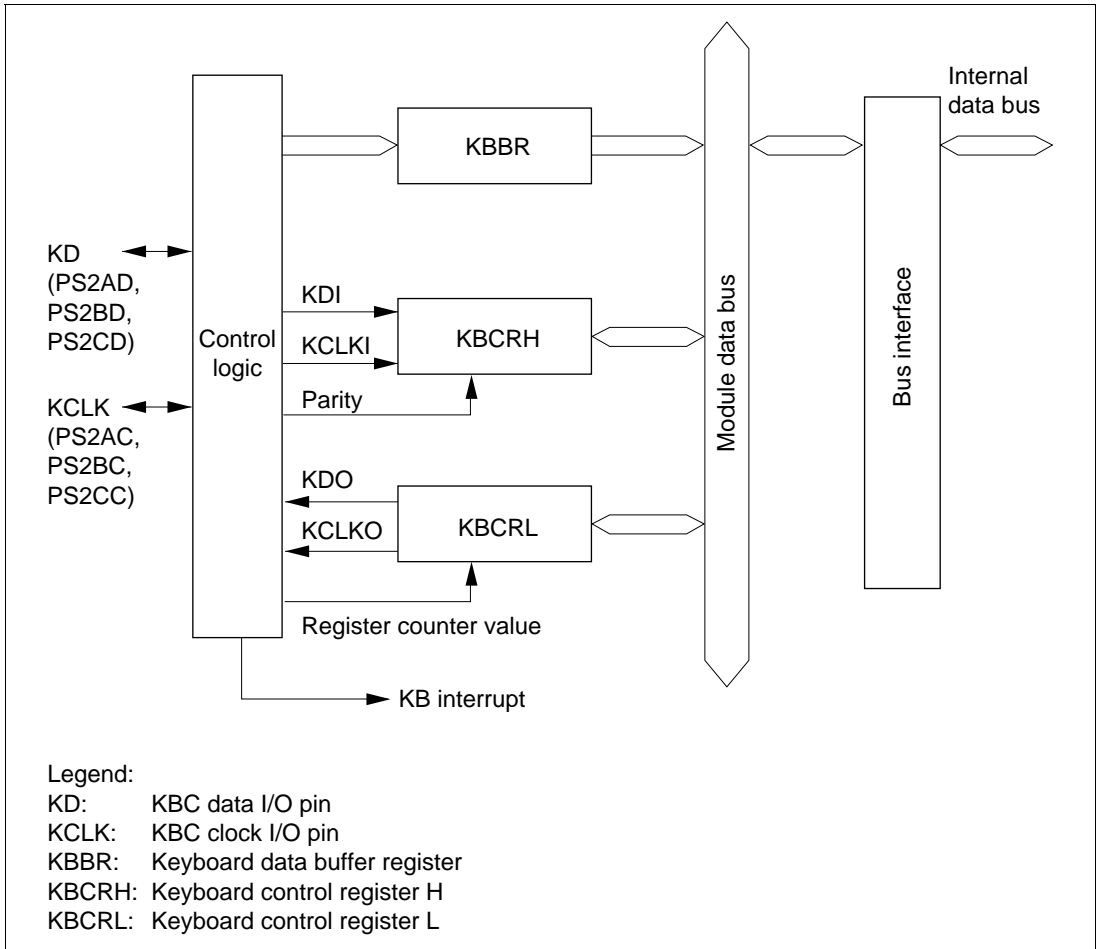 Internal
data bus
KBBR
KD
(PS2AD,
PS2BD,
PS2CD)
KCLK
(PS2AC,
PS2BC,
PS2CC)
Control
logic
KDI
KCLKI
Parity
KBCRH
KDO
KCLKO
KBCRL
Register counter value
KB interrupt
Module data bus
Bus interface
Legend:
KD: KBC data I/O pin
KCLK: KBC clock I/O pin
KBBR: Keyboard data buffer register
KBCRH: Keyboard control register H
KBCRL: Keyboard control register L